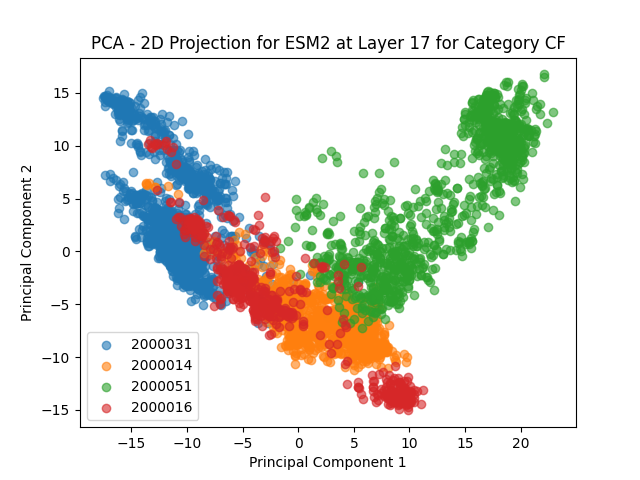 PCA - 2D Projection for ESM2 at Layer 17 for Category CF
15
10
5
0
−5
−10
−15
Principal Component 2
2000031
2000014
2000051
2000016
−15 −10 −5 0 5 10 15 20
Principal Component 1